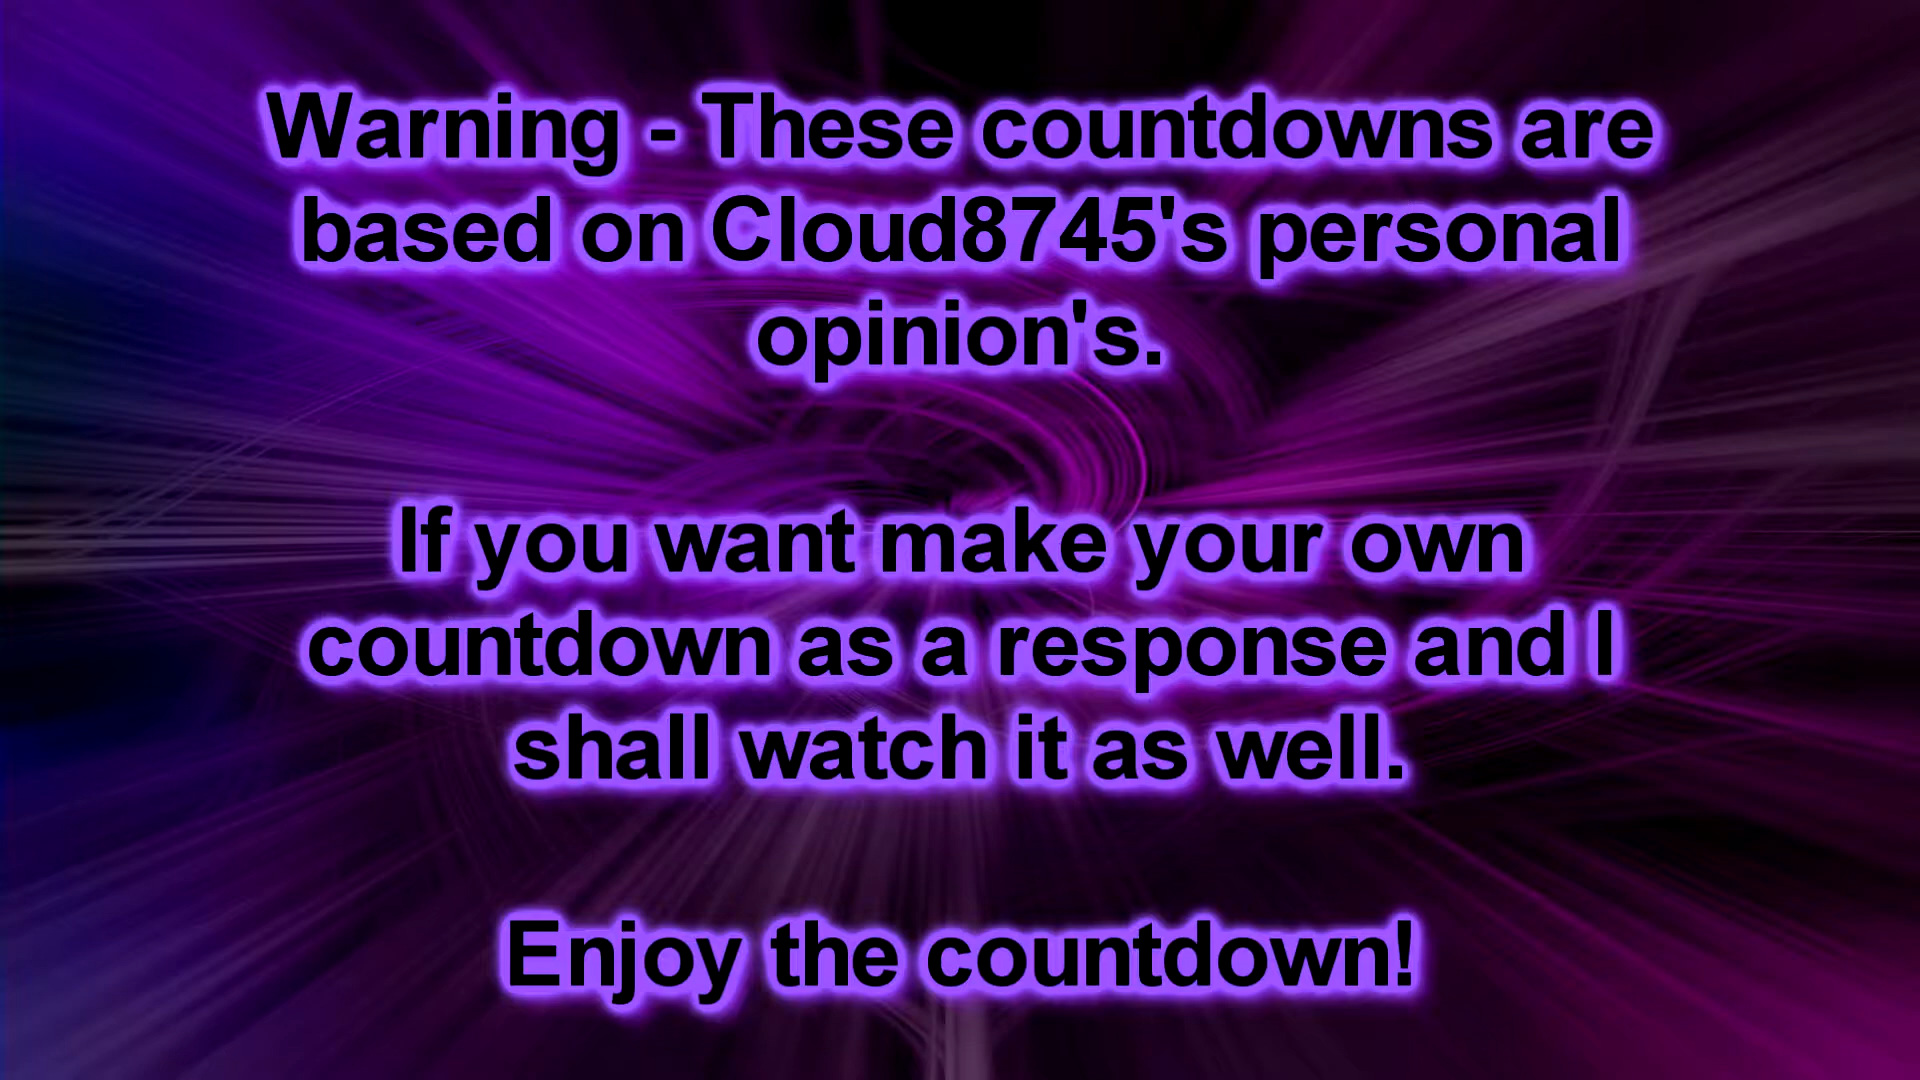 Warning - These countdowns are
based on Cloud8745's personal
opinion's.
If you want make your own
countdown as a response and I
shall watch it as well.
Enjoy the countdown!